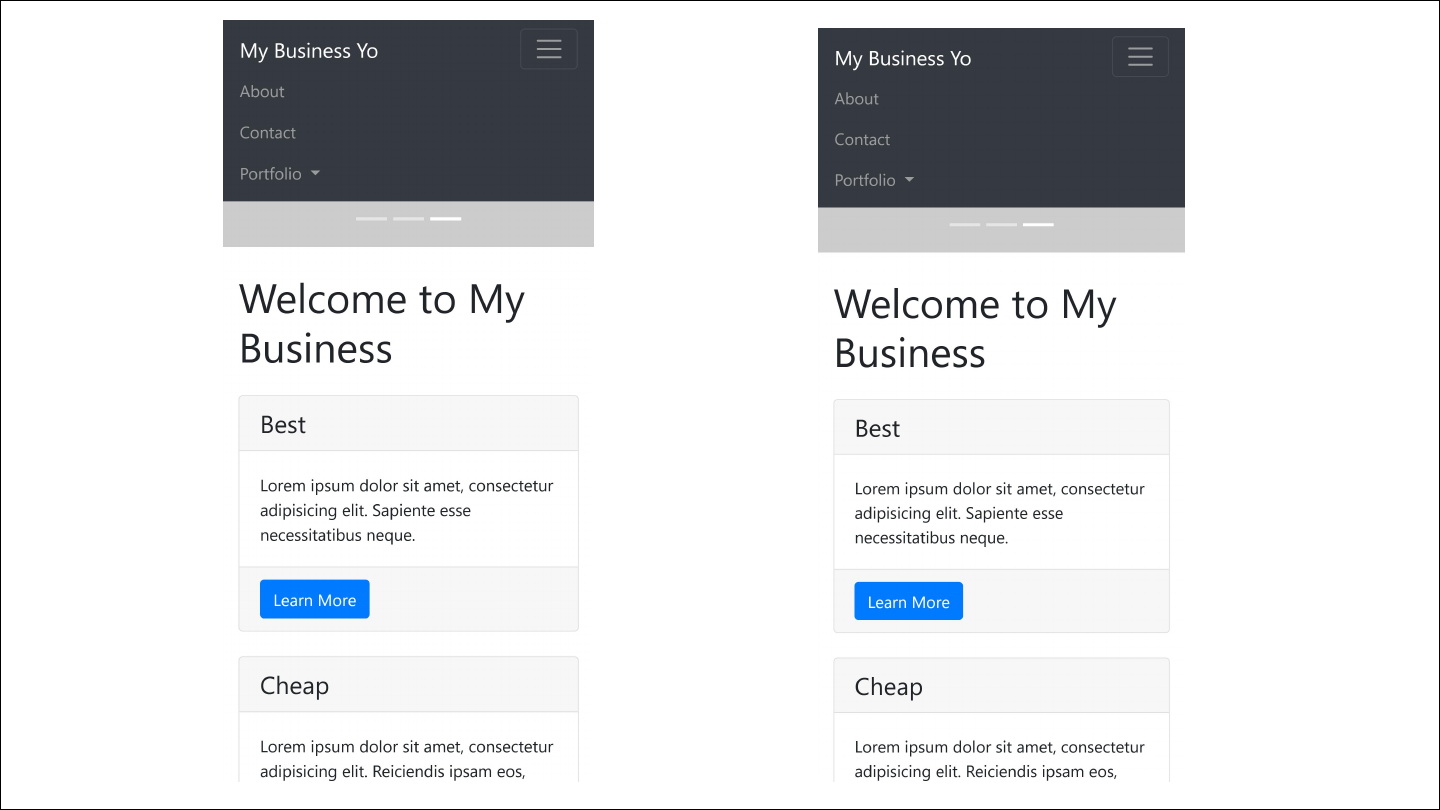 My Business Yo
About
Contact
Portfolio
Welcome to My
Business
Best
Lorem ipsum dolor sit amet, consectetur
adipisicing elit. Sapiente esse
necessitatibus neque.
Learn More
Cheap
Lorem ipsum dolor sit amet, consectetur
adipisicing elit. Reiciendis ipsam eos,
My Business Yo
About
Contact
Portfolio
Welcome to My
Business
Best
Lorem ipsum dolor sit amet, consectetur
adipisicing elit. Sapiente esse
necessitatibus neque.
Learn More
Cheap
Lorem ipsum dolor sit amet, consectetur
adipisicing elit. Reiciendis ipsam eos,